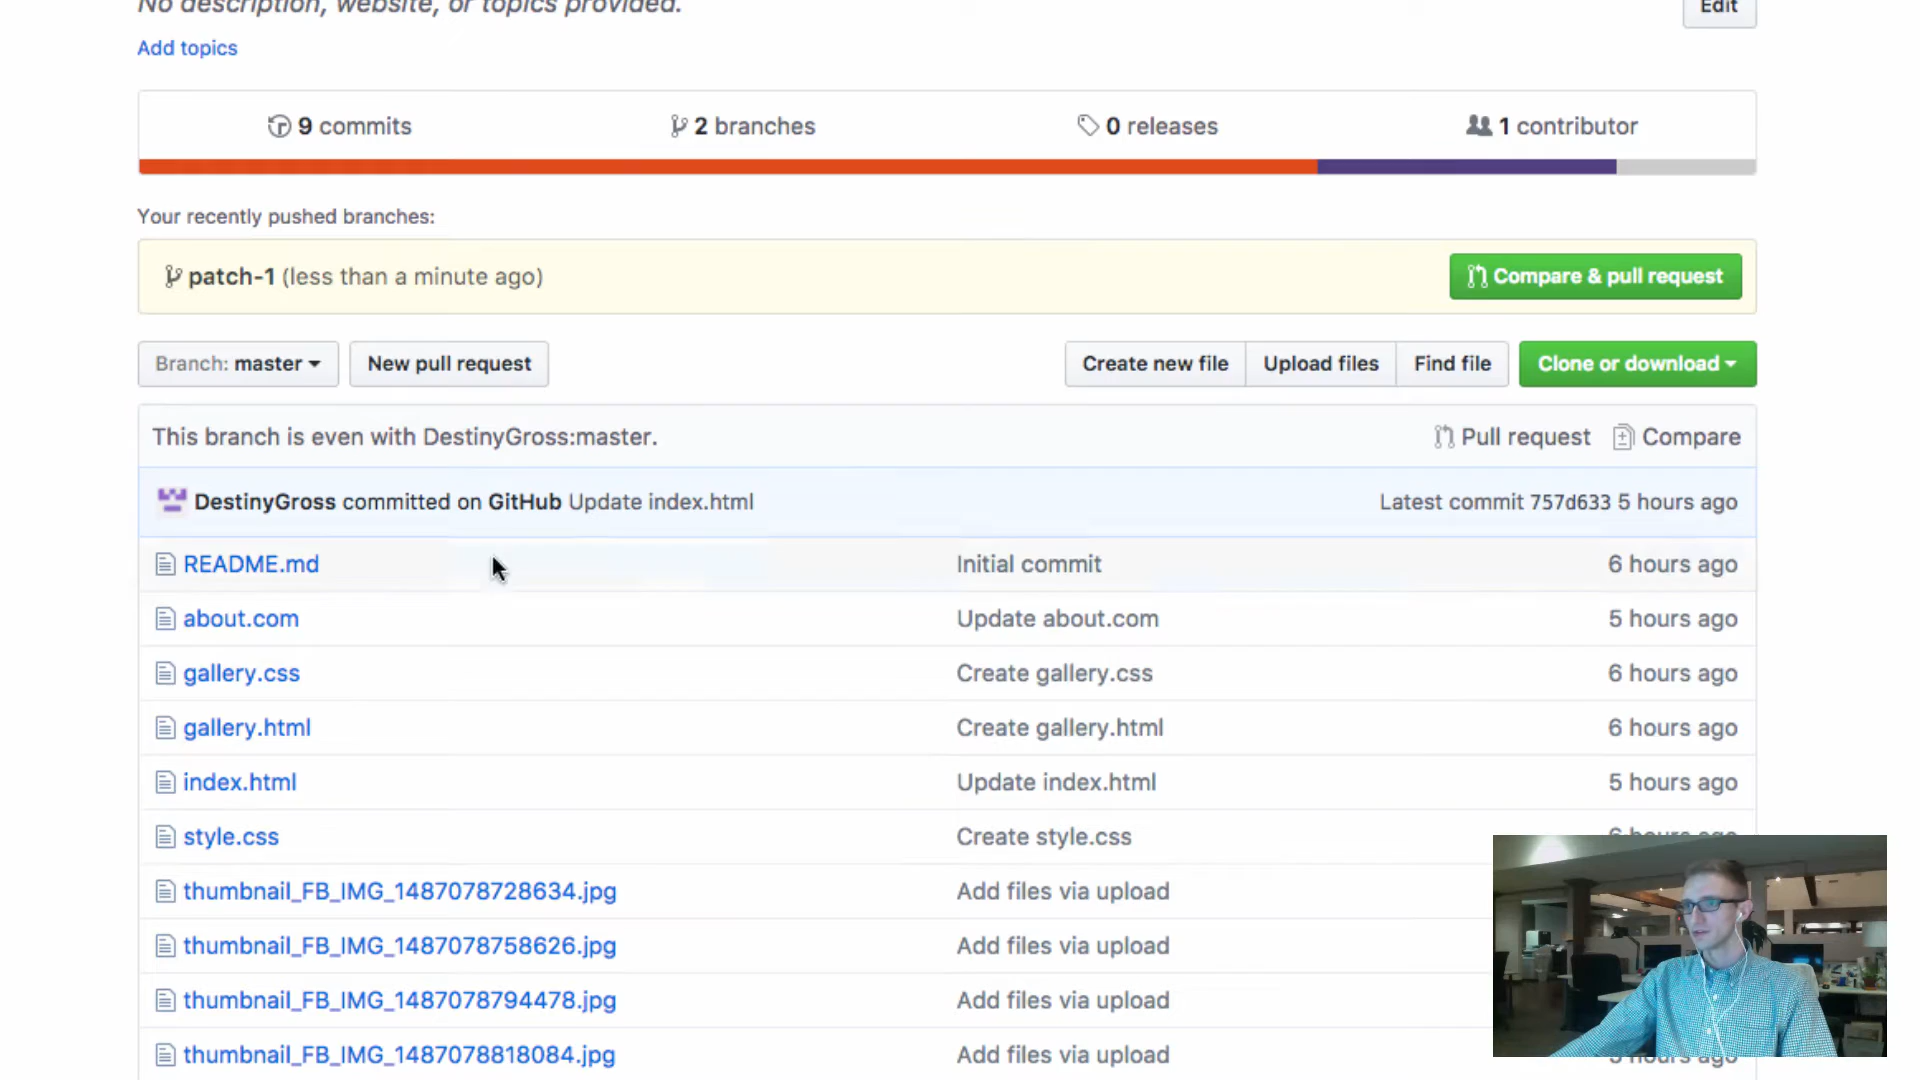 No description, website, or topics provided.
Edit
Add topics
9 commits
2 branches
0 releases
1 contributor
Your recently pushed branches:
patch-1 (less than a minute ago)
Compare & pull request
Branch: master
New pull request
Create new file
Upload files
Find file
Clone or download
This branch is even with DestinyGross:master.
Pull request
Compare
DestinyGross committed on GitHub Update index.html
Latest commit 757d633 5 hours ago
README.md Initial commit 6 hours ago
about.com Update about.com 5 hours ago
gallery.css Create gallery.css 6 hours ago
gallery.html Create gallery.html 6 hours ago
index.html Update index.html 5 hours ago
style.css Create style.css 6 hours ago
thumbnail_FB_IMG_1487078728634.jpg Add files via upload
thumbnail_FB_IMG_1487078758626.jpg Add files via upload
thumbnail_FB_IMG_1487078794478.jpg Add files via upload
thumbnail_FB_IMG_1487078818084.jpg Add files via upload hours ago